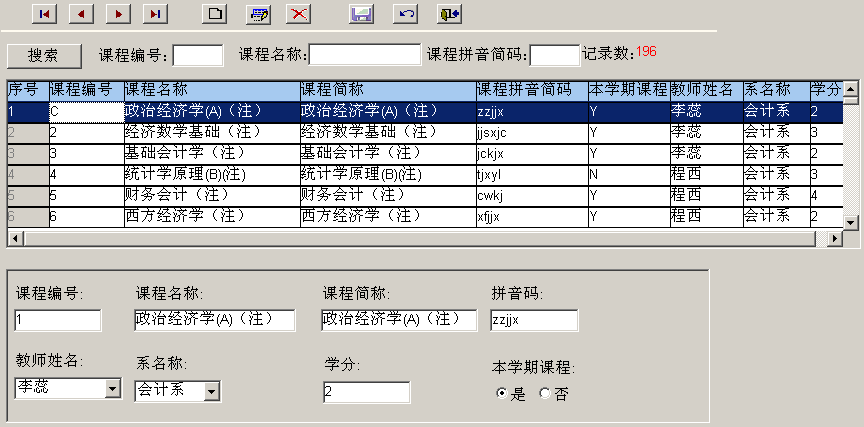 搜索 课程编号: 课程名称: 课程拼音简码: 记录数:196
序号 课程编号 课程名称 课程简称 课程拼音简码 本学期课程 教师姓名 系名称 学分
1 C 政治经济学(A)（注） 政治经济学(A)（注） zzjjx Y 李蕊 会计系 2
2 2 经济数学基础（注） 经济数学基础（注） jjsxjc Y 李蕊 会计系 3
3 3 基础会计学（注） 基础会计学（注） jckjx Y 李蕊 会计系 2
4 4 统计学原理(B)(注) 统计学原理(B)(注) tjxyl N 程西 会计系 3
5 5 财务会计（注） 财务会计（注） cwkj Y 程西 会计系 4
6 6 西方经济学（注） 西方经济学（注） xfjjx Y 程西 会计系 2
课程编号: 课程名称: 课程简称: 拼音码:
1 政治经济学(A)（注） 政治经济学(A)（注） zzjjx
教师姓名: 系名称: 学分: 本学期课程:
李蕊 会计系 2 是 否